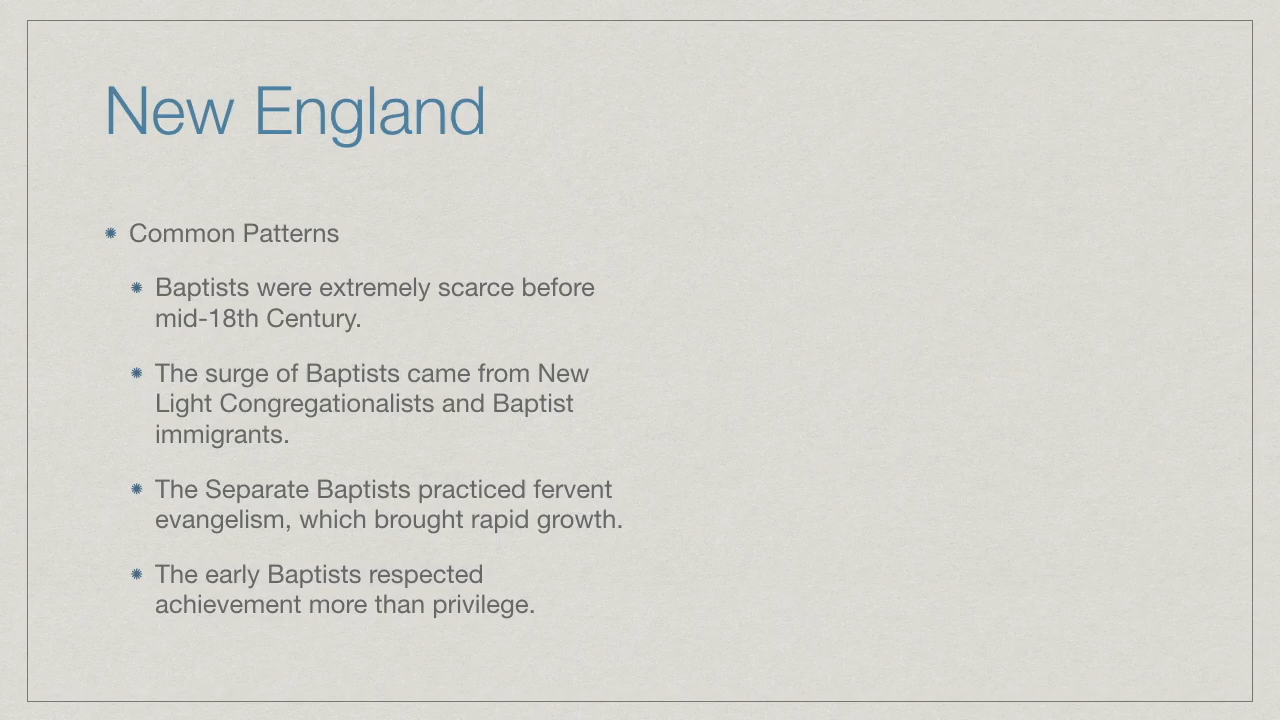 New England
Common Patterns
Baptists were extremely scarce before
mid-18th Century.
The surge of Baptists came from New
Light Congregationalists and Baptist
immigrants.
The Separate Baptists practiced fervent
evangelism, which brought rapid growth.
The early Baptists respected
achievement more than privilege.